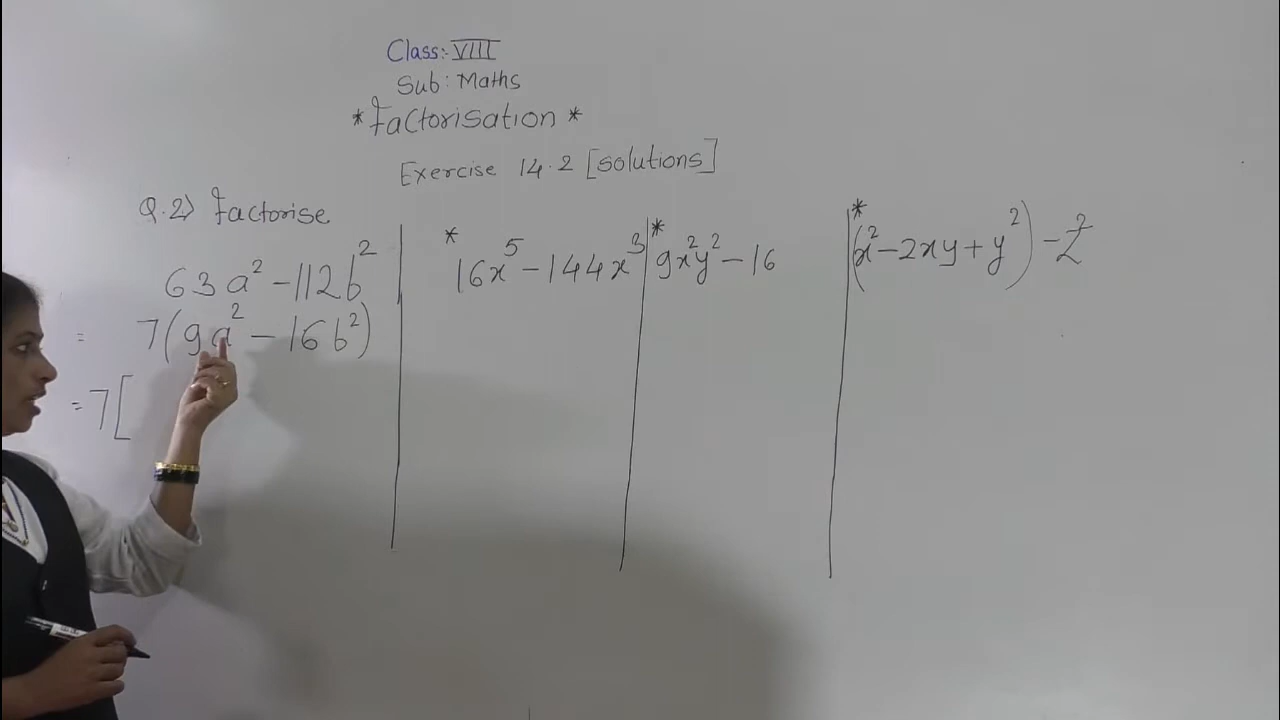 Class:- VIII
Sub: Maths
*Factorisation*
Exercise 14.2 [solutions]
Q.2) Factorise
63a² - 112b²
= 7(9a² - 16b²)
= 7[
* 16x⁵ - 144x³
* 9x²y² - 16
* (x² - 2xy + y²) - z²